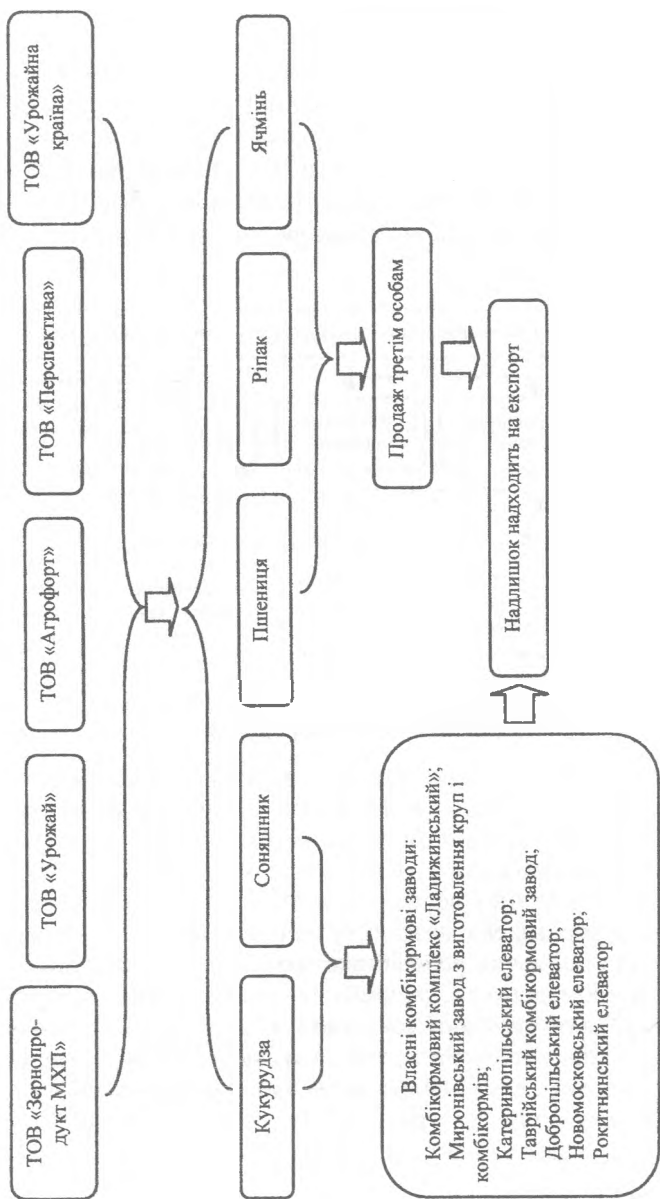 ТОВ «Зернопро-
дукт МХП»
ТОВ «Урожай»
ТОВ «Агрофорт»
ТОВ «Перспектива»
ТОВ «Урожайна
країна»
Кукурудза
Соняшник
Пшениця
Ріпак
Ячмінь
Продаж третім особам
Власні комбікормові заводи:
Комбікормовий комплекс «Ладижинський»;
Миронівський завод з виготовлення круп і
комбікормів;
Катеринопільський елеватор;
Таврійський комбікормовий завод;
Добропільський елеватор;
Новомосковський елеватор;
Рокитнянський елеватор
Надлишок надходить на експорт